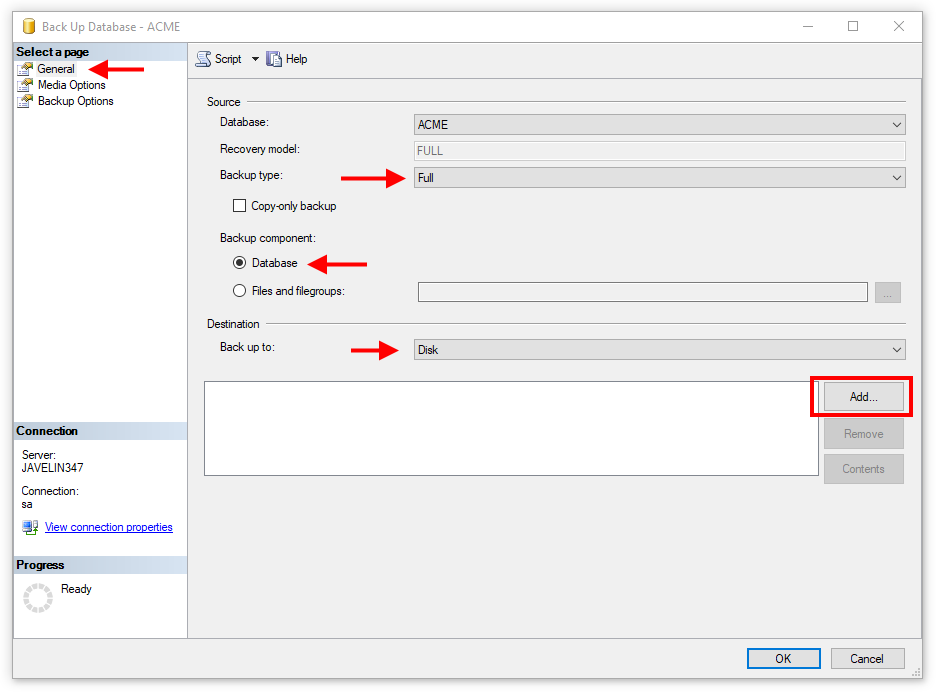 Back Up Database - ACME
Select a page
General
Media Options
Backup Options
Script
Help
Source
Database:
ACME
Recovery model:
FULL
Backup type:
Full
Copy-only backup
Backup component:
Database
Files and filegroups:
...
Destination
Back up to:
Disk
Add...
Remove
Contents
Connection
Server:
JAVELIN347
Connection:
sa
View connection properties
Progress
Ready
OK
Cancel